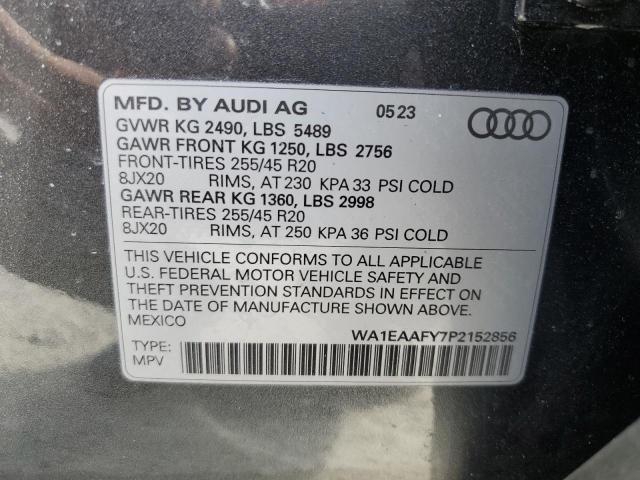 MFD. BY AUDI AG 0523
GVWR KG 2490, LBS 5489
GAWR FRONT KG 1250, LBS 2756
FRONT-TIRES 255/45 R20
8JX20 RIMS, AT 230 KPA 33 PSI COLD
GAWR REAR KG 1360, LBS 2998
REAR-TIRES 255/45 R20
8JX20 RIMS, AT 250 KPA 36 PSI COLD
THIS VEHICLE CONFORMS TO ALL APPLICABLE
U.S. FEDERAL MOTOR VEHICLE SAFETY AND
THEFT PREVENTION STANDARDS IN EFFECT ON
THE DATE OF MANUFACTURE SHOWN ABOVE.
MEXICO
WA1EAAFY7P2152856
TYPE:
MPV